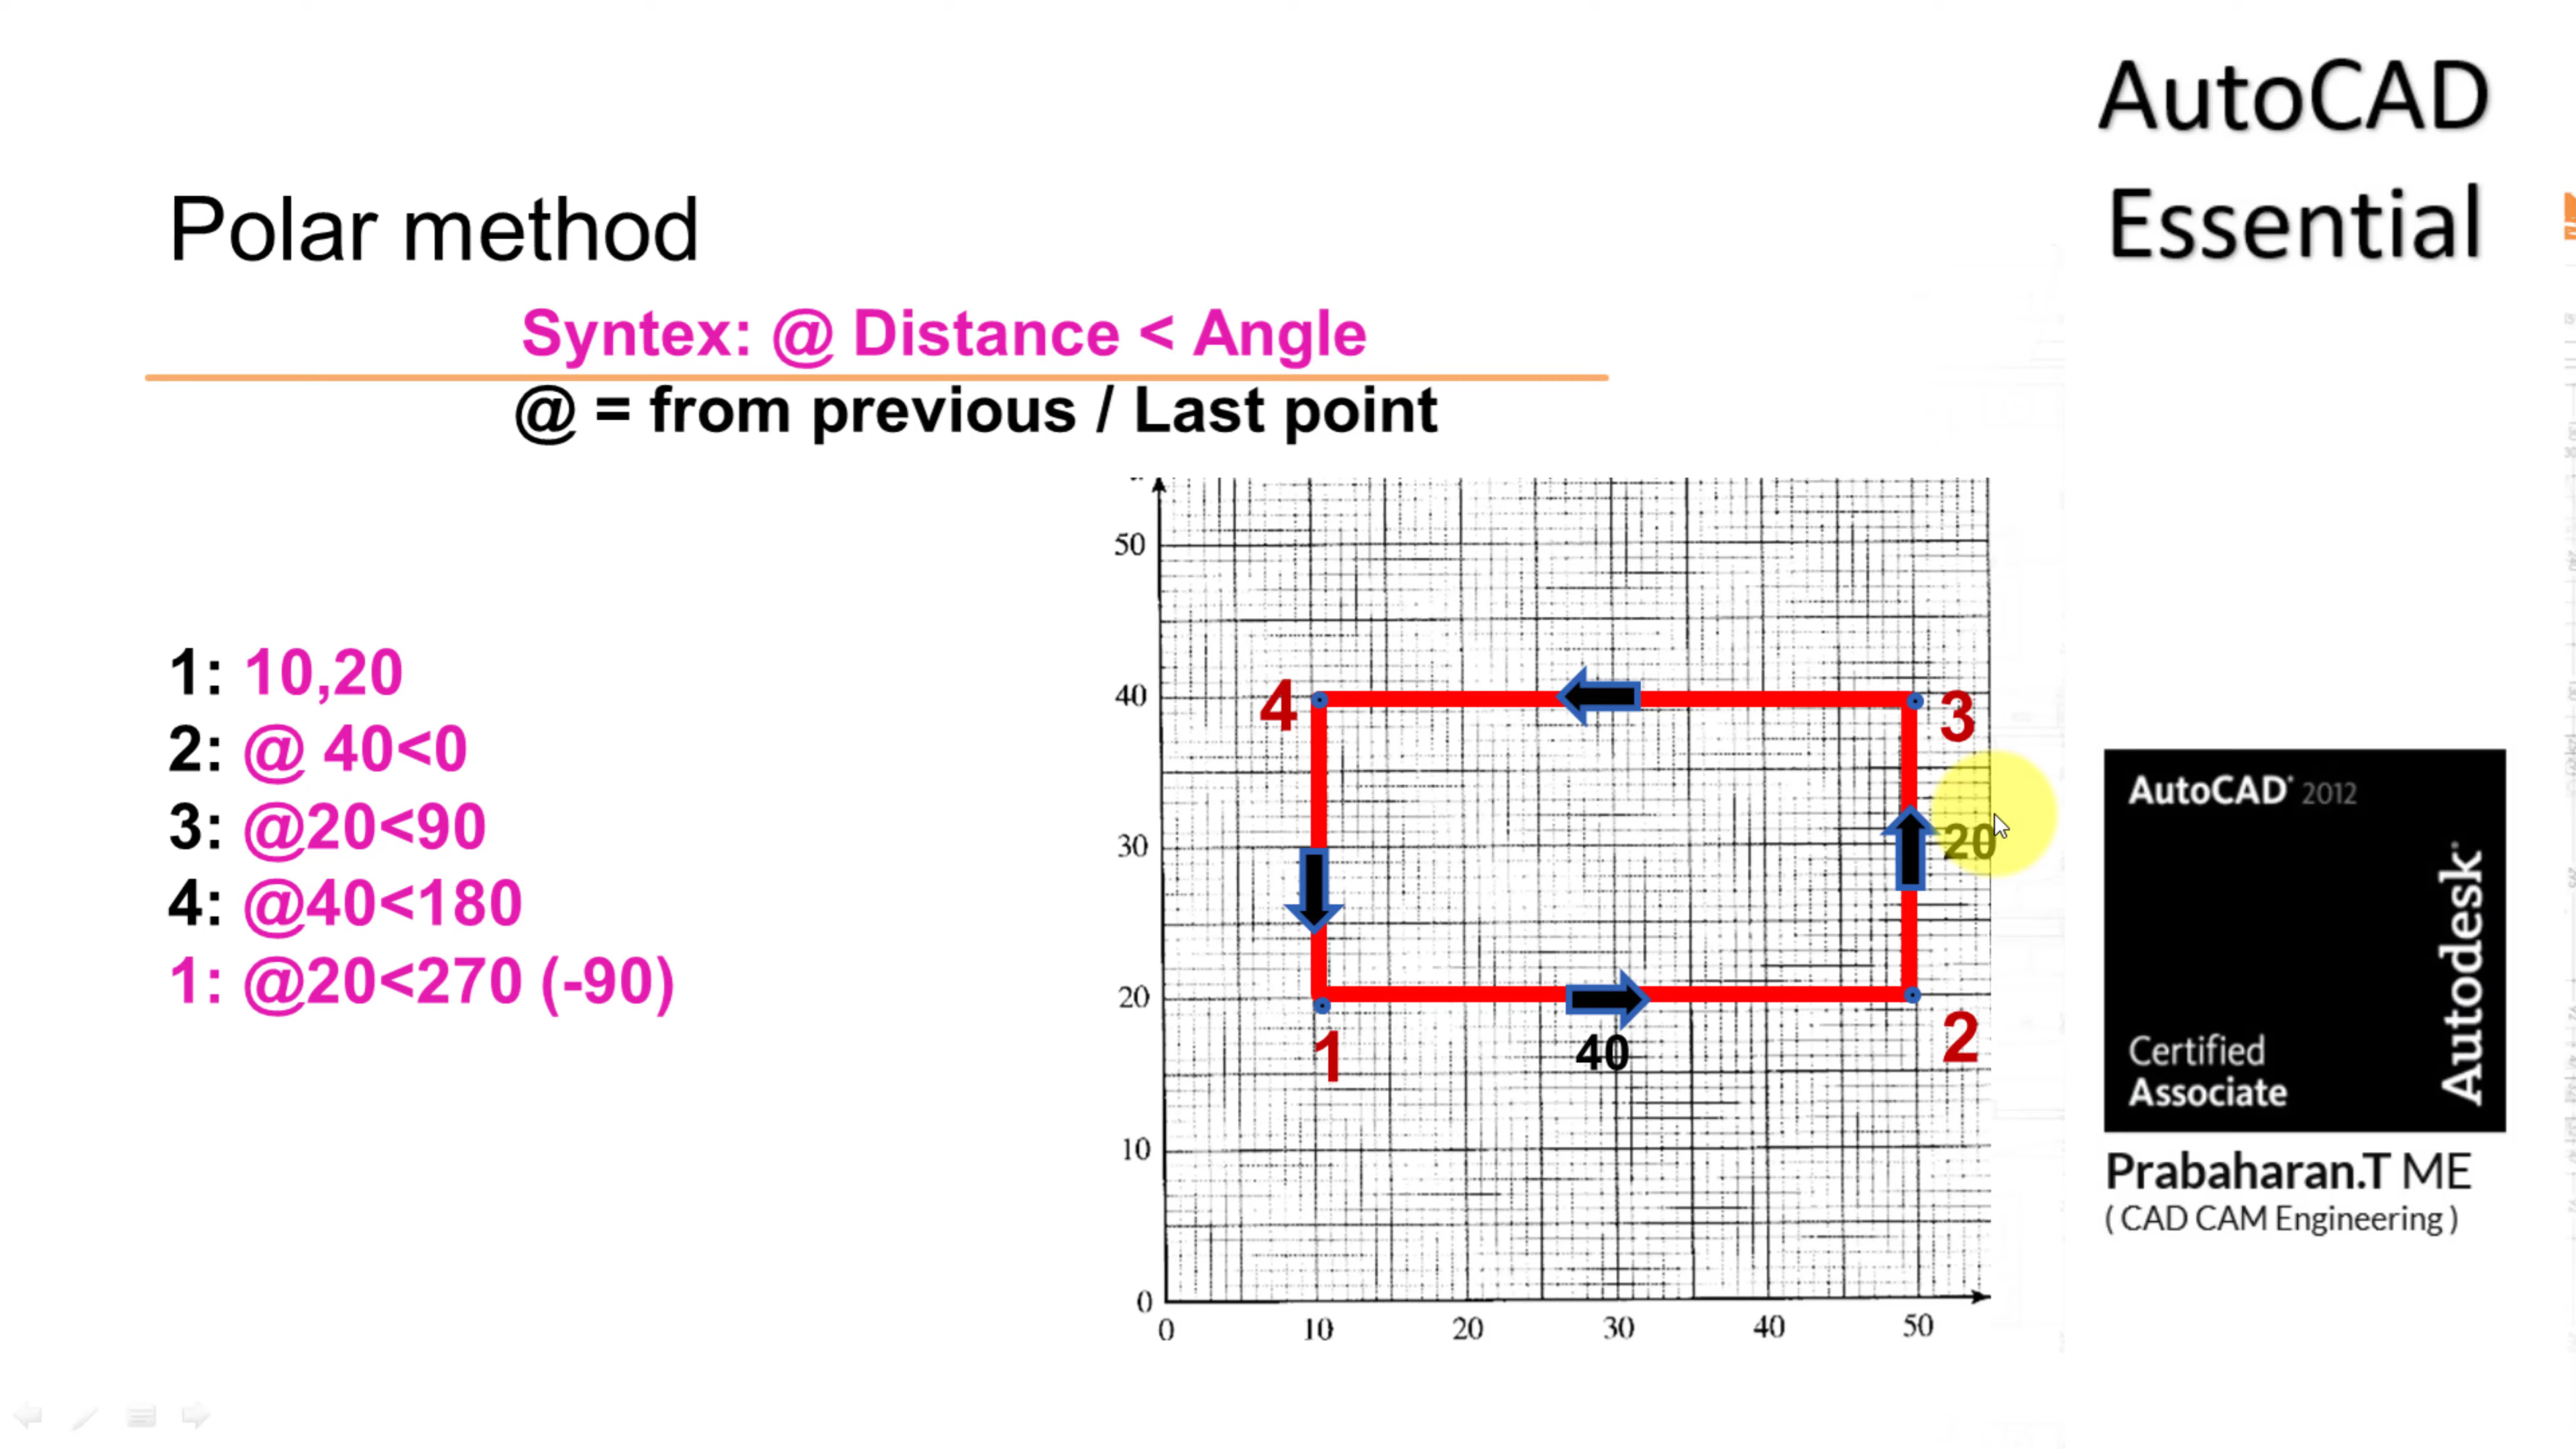 AutoCAD
Essential
Polar method
Syntex: @ Distance < Angle
@ = from previous / Last point
1: 10,20
2: @ 40<0
3: @20<90
4: @40<180
1: @20<270 (-90)
50
40
30
20
10
0
0 10 20 30 40 50
4
3
20
1
40
2
AutoCAD 2012
Autodesk
Certified
Associate
Prabaharan.T ME
( CAD CAM Engineering )